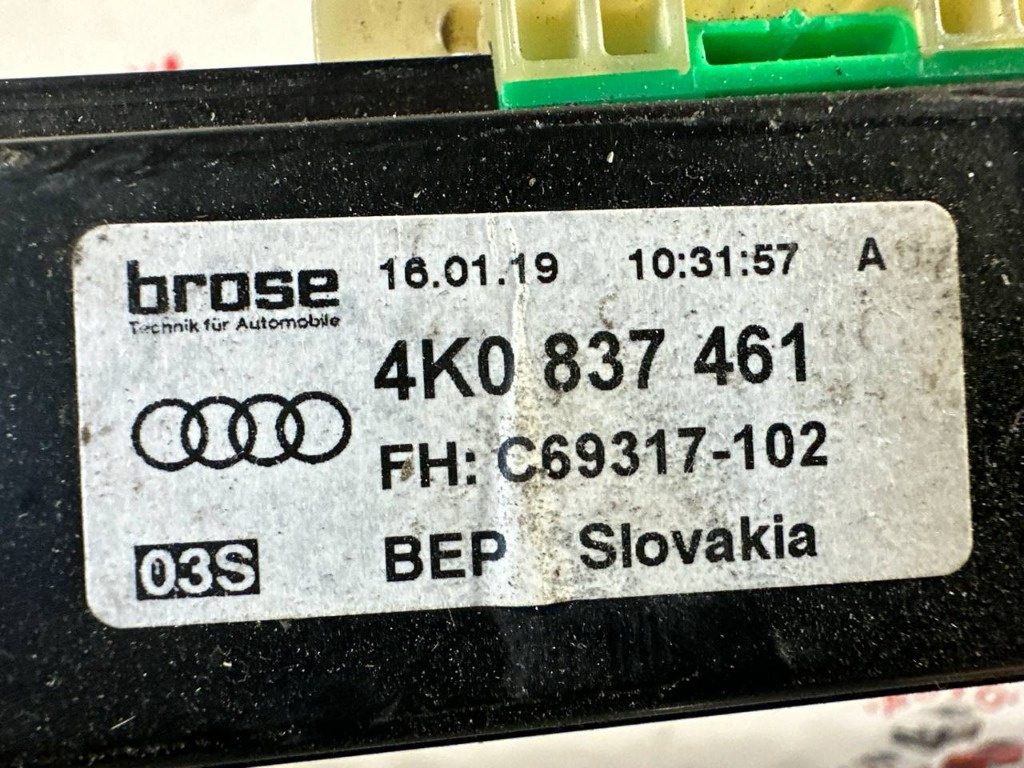 brose 16.01.19 10:31:57 A
Technik für Automobile
4K0 837 461
FH: C69317-102
03S BEP Slovakia